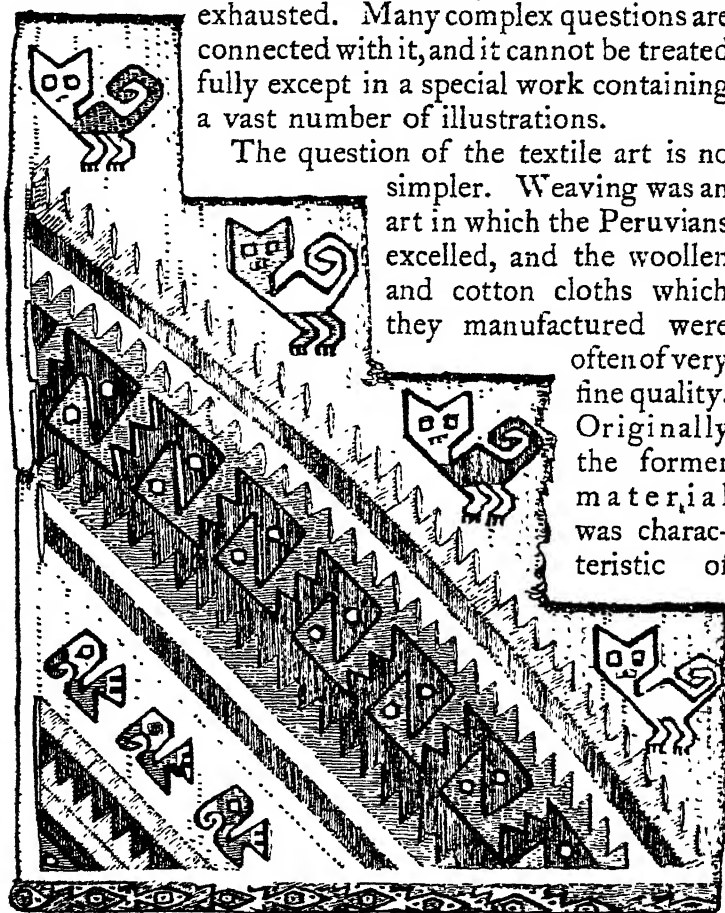 exhausted. Many complex questions are
connected with it, and it cannot be treated
fully except in a special work containing
a vast number of illustrations.
The question of the textile art is no
simpler. Weaving was an
art in which the Peruvians
excelled, and the woollen
and cotton cloths which
they manufactured were
often of very
fine quality.
Originally
the former
material
was charac-
teristic of